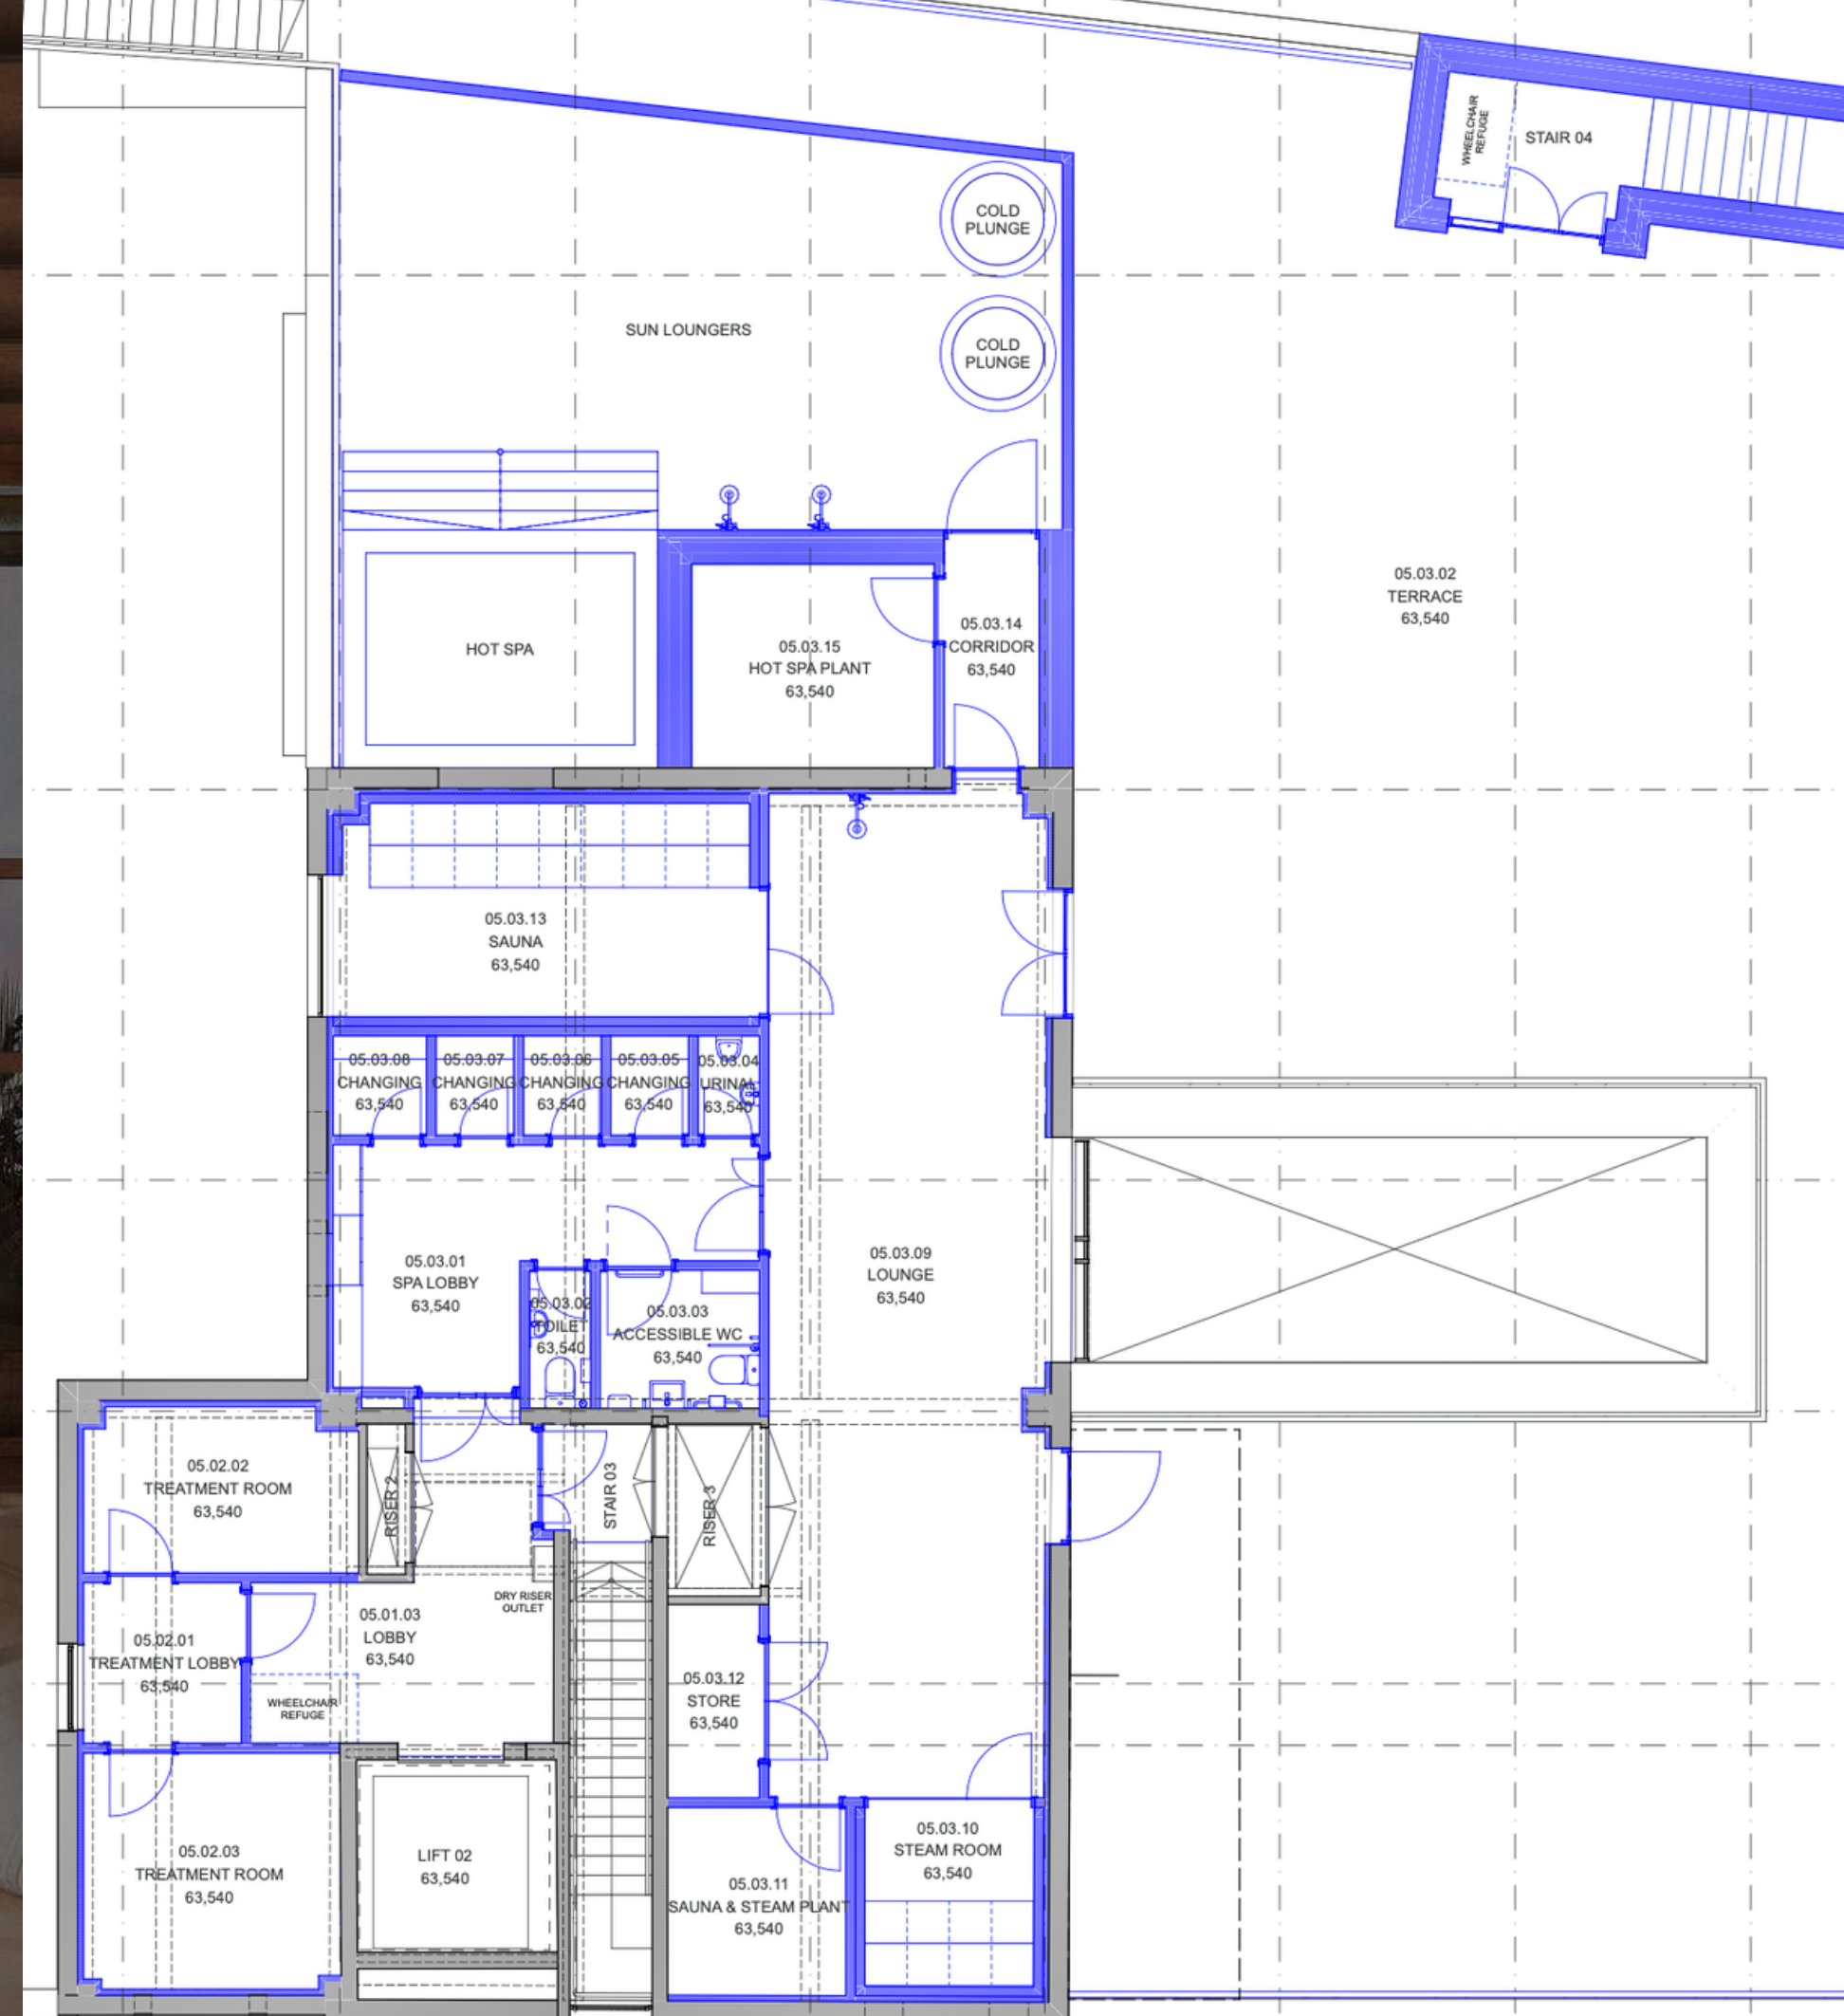 WHEELCHAIR
REFUGE
STAIR 04
COLD
PLUNGE
SUN LOUNGERS
COLD
PLUNGE
05.03.02
TERRACE
63,540
HOT SPA
05.03.15
HOT SPA PLANT
63,540
05.03.14
CORRIDOR
63,540
05.03.13
SAUNA
63,540
05.03.08
CHANGING
63,540
05.03.07
CHANGING
63,540
05.03.06
CHANGING
63,540
05.03.05
CHANGING
63,540
05.03.04
URINAL
63,540
05.03.01
SPA LOBBY
63,540
05.03.02
TOILET
63,540
05.03.03
ACCESSIBLE WC
63,540
05.03.09
LOUNGE
63,540
05.02.02
TREATMENT ROOM
63,540
RISER 2
STAIR 03
RISER 3
DRY RISER
OUTLET
05.01.03
LOBBY
63,540
05.02.01
TREATMENT LOBBY
63,540
WHEELCHAIR
REFUGE
05.03.12
STORE
63,540
05.02.03
TREATMENT ROOM
63,540
LIFT 02
63,540
05.03.11
SAUNA & STEAM PLANT
63,540
05.03.10
STEAM ROOM
63,540